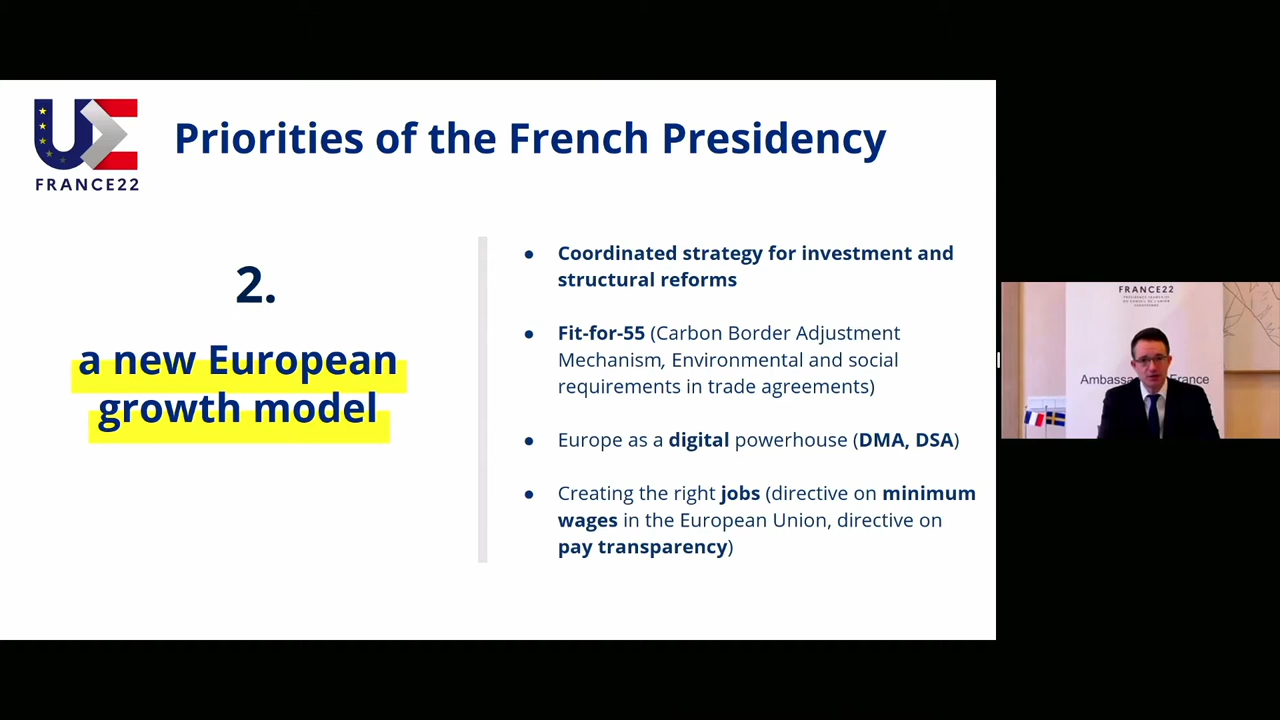 UE
FRANCE22
Priorities of the French Presidency
2.
a new European
growth model
● Coordinated strategy for investment and
structural reforms
● Fit-for-55 (Carbon Border Adjustment
Mechanism, Environmental and social
requirements in trade agreements)
● Europe as a digital powerhouse (DMA, DSA)
● Creating the right jobs (directive on minimum
wages in the European Union, directive on
pay transparency)
FRANCE22